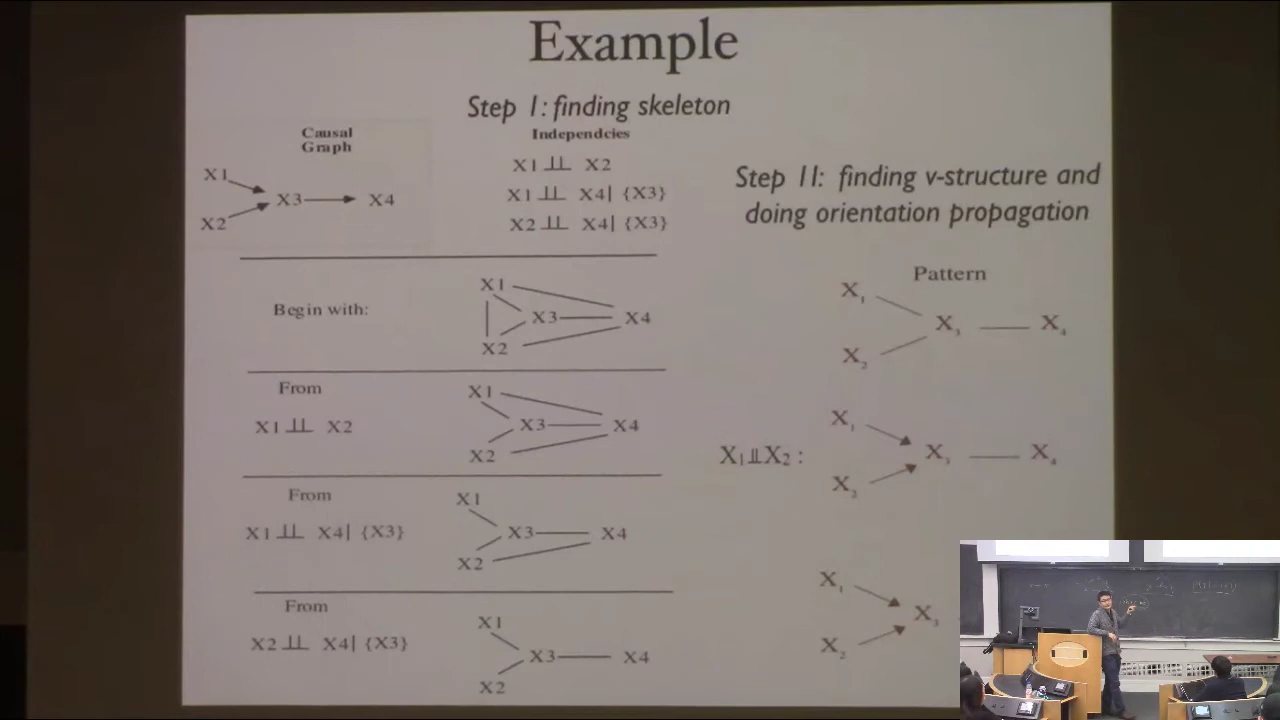 Example
Step I: finding skeleton
Causal
Graph
X1
X3
X4
X2
Independcies
X1 ⫫ X2
X1 ⫫ X4| {X3}
X2 ⫫ X4| {X3}
Begin with:
X1
X3
X4
X2
From
X1 ⫫ X2
X1
X3
X4
X2
From
X1 ⫫ X4| {X3}
X1
X3
X4
X2
From
X2 ⫫ X4| {X3}
X1
X3
X4
X2
Step II: finding v-structure and
doing orientation propagation
Pattern
X₁
X₃
X₄
X₂
X₁⫫X₂ :
X₁
X₃
X₄
X₂
X₁
X₃
X₂